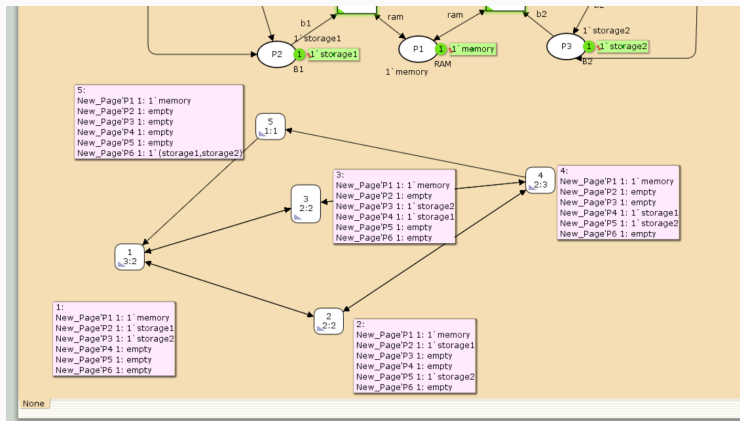 b2
b1
ram
ram
b2
1`storage1
1`storage2
P2
1
1`storage1
P1
1
1`memory
P3
1
1`storage2
B1
RAM
B2
1`memory
5:
New_Page'P1 1: 1`memory
New_Page'P2 1: empty
New_Page'P3 1: empty
New_Page'P4 1: empty
New_Page'P5 1: empty
New_Page'P6 1: 1`(storage1,storage2)
5
1:1
3:
New_Page'P1 1: 1`memory
New_Page'P2 1: empty
New_Page'P3 1: 1`storage2
New_Page'P4 1: 1`storage1
New_Page'P5 1: empty
New_Page'P6 1: empty
4
2:3
4:
New_Page'P1 1: 1`memory
New_Page'P2 1: empty
New_Page'P3 1: empty
New_Page'P4 1: 1`storage1
New_Page'P5 1: 1`storage2
New_Page'P6 1: empty
3
2:2
1
3:2
1:
New_Page'P1 1: 1`memory
New_Page'P2 1: 1`storage1
New_Page'P3 1: 1`storage2
New_Page'P4 1: empty
New_Page'P5 1: empty
New_Page'P6 1: empty
2
2:2
2:
New_Page'P1 1: 1`memory
New_Page'P2 1: 1`storage1
New_Page'P3 1: empty
New_Page'P4 1: empty
New_Page'P5 1: 1`storage2
New_Page'P6 1: empty
None